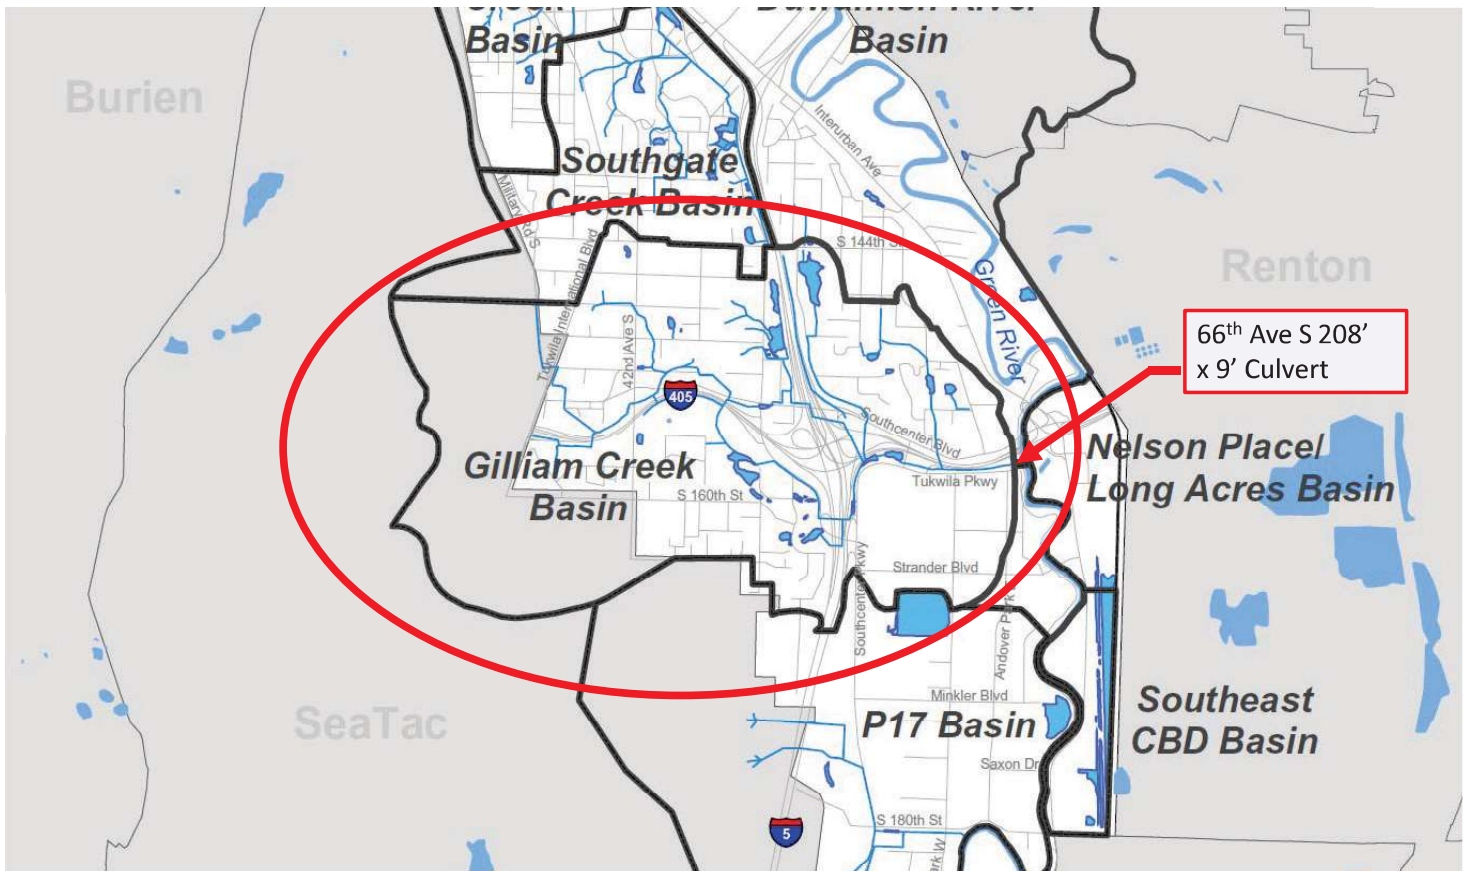 Basin
Basin
Burien
Interurban Ave
Southgate
Creek Basin
Military Rd S
S 144th St
Tukwila International Blvd
Green River
Renton
66th Ave S 208’
x 9’ Culvert
42nd Ave S
405
Southcenter Blvd
Nelson Place/
Long Acres Basin
Gilliam Creek
Basin
Tukwila Pkwy
S 160th St
Strander Blvd
Southcenter Pkwy
Andover Park
Minkler Blvd
Southeast
CBD Basin
P17 Basin
SeaTac
Saxon Dr
S 180th St
5